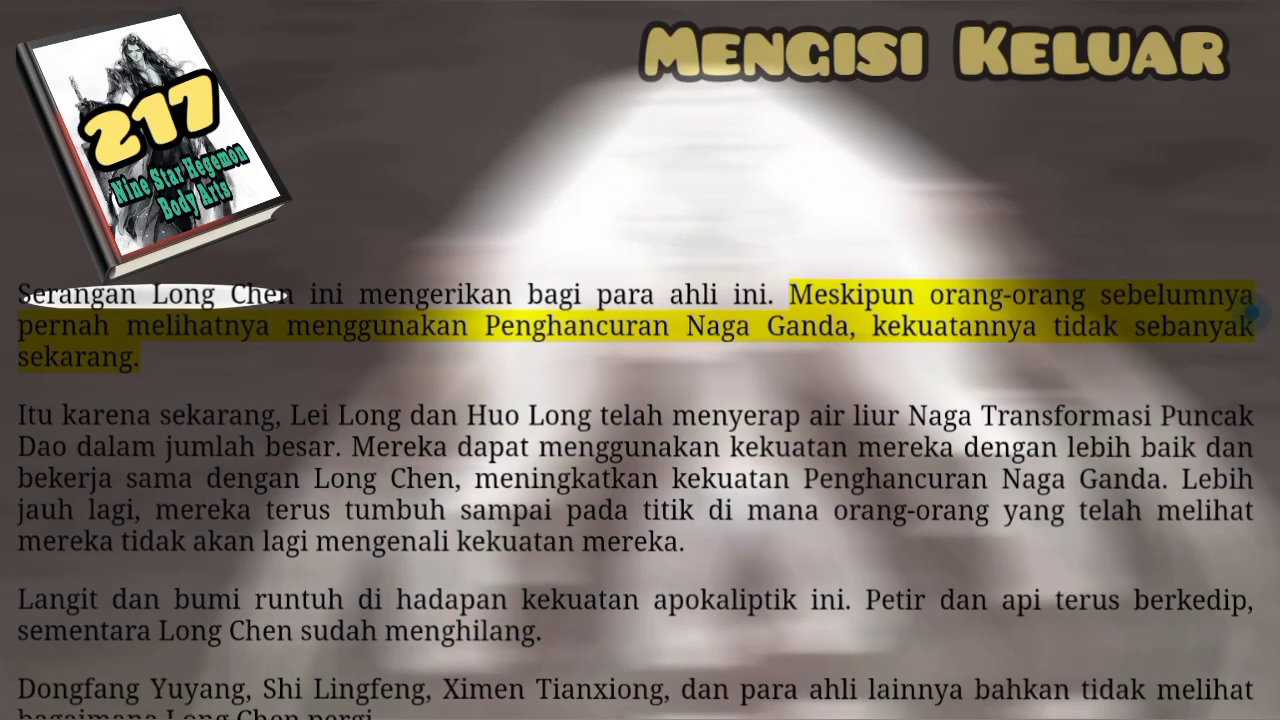 MENGISI KELUAR
217
Nine Star Hegemon
Body Arts
Serangan Long Chen ini mengerikan bagi para ahli ini. Meskipun orang-orang sebelumnya
pernah melihatnya menggunakan Penghancuran Naga Ganda, kekuatannya tidak sebanyak
sekarang.
Itu karena sekarang, Lei Long dan Huo Long telah menyerap air liur Naga Transformasi Puncak
Dao dalam jumlah besar. Mereka dapat menggunakan kekuatan mereka dengan lebih baik dan
bekerja sama dengan Long Chen, meningkatkan kekuatan Penghancuran Naga Ganda. Lebih
jauh lagi, mereka terus tumbuh sampai pada titik di mana orang-orang yang telah melihat
mereka tidak akan lagi mengenali kekuatan mereka.
Langit dan bumi runtuh di hadapan kekuatan apokaliptik ini. Petir dan api terus berkedip,
sementara Long Chen sudah menghilang.
Dongfang Yuyang, Shi Lingfeng, Ximen Tianxiong, dan para ahli lainnya bahkan tidak melihat
bagaimana Long Chen pergi.